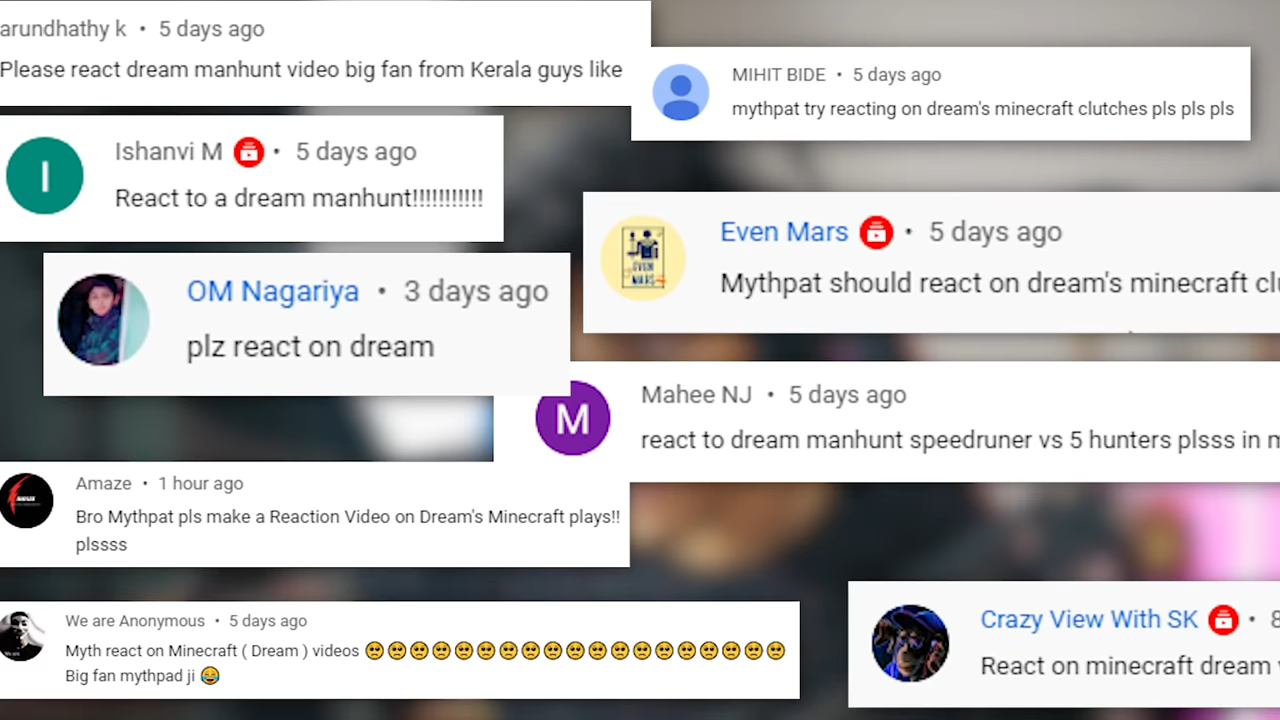 arundhathy k • 5 days ago
Please react dream manhunt video big fan from Kerala guys like
MIHIT BIDE • 5 days ago
mythpat try reacting on dream's minecraft clutches pls pls pls
Ishanvi M • 5 days ago
React to a dream manhunt!!!!!!!!!!!
I
Even Mars • 5 days ago
Mythpat should react on dream's minecraft
EVEN
MARS
OM Nagariya • 3 days ago
plz react on dream
Mahee NJ • 5 days ago
react to dream manhunt speedruner vs 5 hunters plsss in
M
Amaze • 1 hour ago
Bro Mythpat pls make a Reaction Video on Dream's Minecraft plays!!
plssss
We are Anonymous • 5 days ago
Myth react on Minecraft ( Dream ) videos 🥺🥺🥺🥺🥺🥺🥺🥺🥺🥺🥺🥺🥺🥺🥺🥺🥺🥺🥺
Big fan mythpad ji 😂
Crazy View With SK • 8
React on minecraft dream